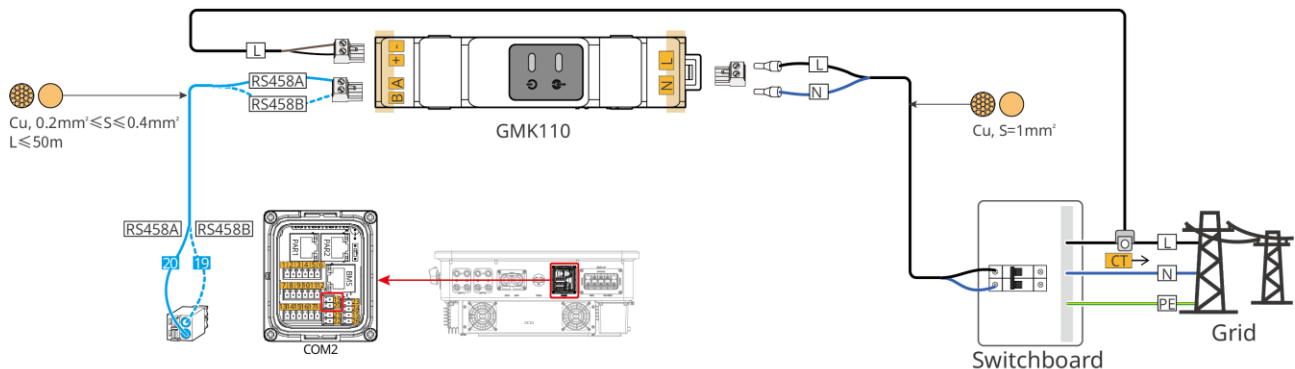 L
-
+
A
B
L
N
L
N
RS458A
RS458B
Cu, 0.2mm²≤S≤0.4mm²
L≤50m
GMK110
Cu, S=1mm²
RS458A
RS458B
20
19
PAR1
PAR2
BMS
COM2
CT
L
N
PE
Grid
Switchboard